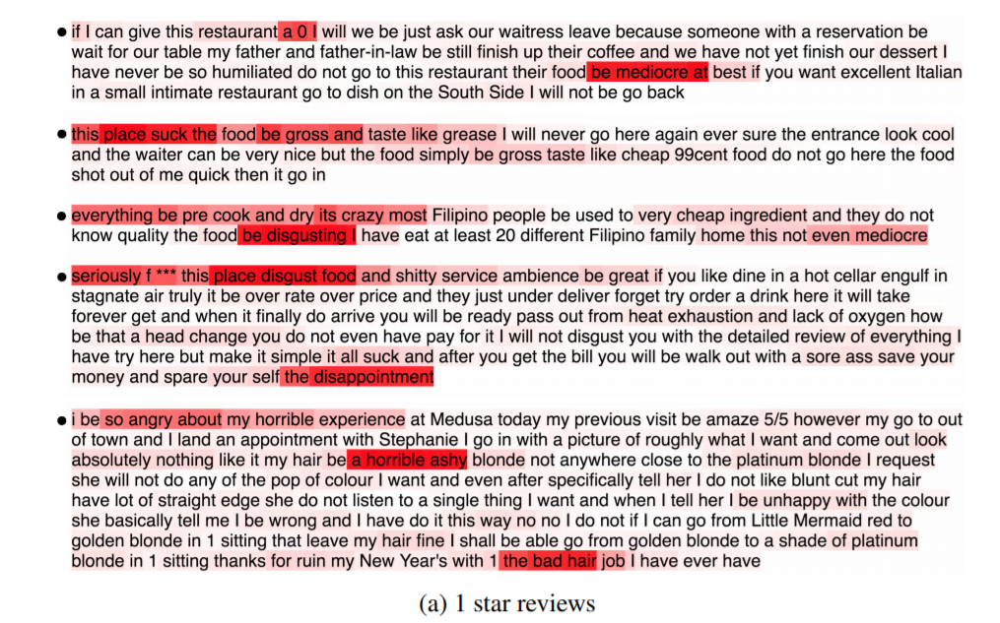 ● if I can give this restaurant a 0 I will we be just ask our waitress leave because someone with a reservation be
wait for our table my father and father-in-law be still finish up their coffee and we have not yet finish our dessert I
have never be so humiliated do not go to this restaurant their food be mediocre at best if you want excellent Italian
in a small intimate restaurant go to dish on the South Side I will not be go back
● this place suck the food be gross and taste like grease I will never go here again ever sure the entrance look cool
and the waiter can be very nice but the food simply be gross taste like cheap 99cent food do not go here the food
shot out of me quick then it go in
● everything be pre cook and dry its crazy most Filipino people be used to very cheap ingredient and they do not
know quality the food be disgusting I have eat at least 20 different Filipino family home this not even mediocre
● seriously f *** this place disgust food and shitty service ambience be great if you like dine in a hot cellar engulf in
stagnate air truly it be over rate over price and they just under deliver forget try order a drink here it will take
forever get and when it finally do arrive you will be ready pass out from heat exhaustion and lack of oxygen how
be that a head change you do not even have pay for it I will not disgust you with the detailed review of everything I
have try here but make it simple it all suck and after you get the bill you will be walk out with a sore ass save your
money and spare your self the disappointment
● i be so angry about my horrible experience at Medusa today my previous visit be amaze 5/5 however my go to out
of town and I land an appointment with Stephanie I go in with a picture of roughly what I want and come out look
absolutely nothing like it my hair be a horrible ashy blonde not anywhere close to the platinum blonde I request
she will not do any of the pop of colour I want and even after specifically tell her I do not like blunt cut my hair
have lot of straight edge she do not listen to a single thing I want and when I tell her I be unhappy with the colour
she basically tell me I be wrong and I have do it this way no no I do not if I can go from Little Mermaid red to
golden blonde in 1 sitting that leave my hair fine I shall be able go from golden blonde to a shade of platinum
blonde in 1 sitting thanks for ruin my New Year's with 1 the bad hair job I have ever have
(a) 1 star reviews